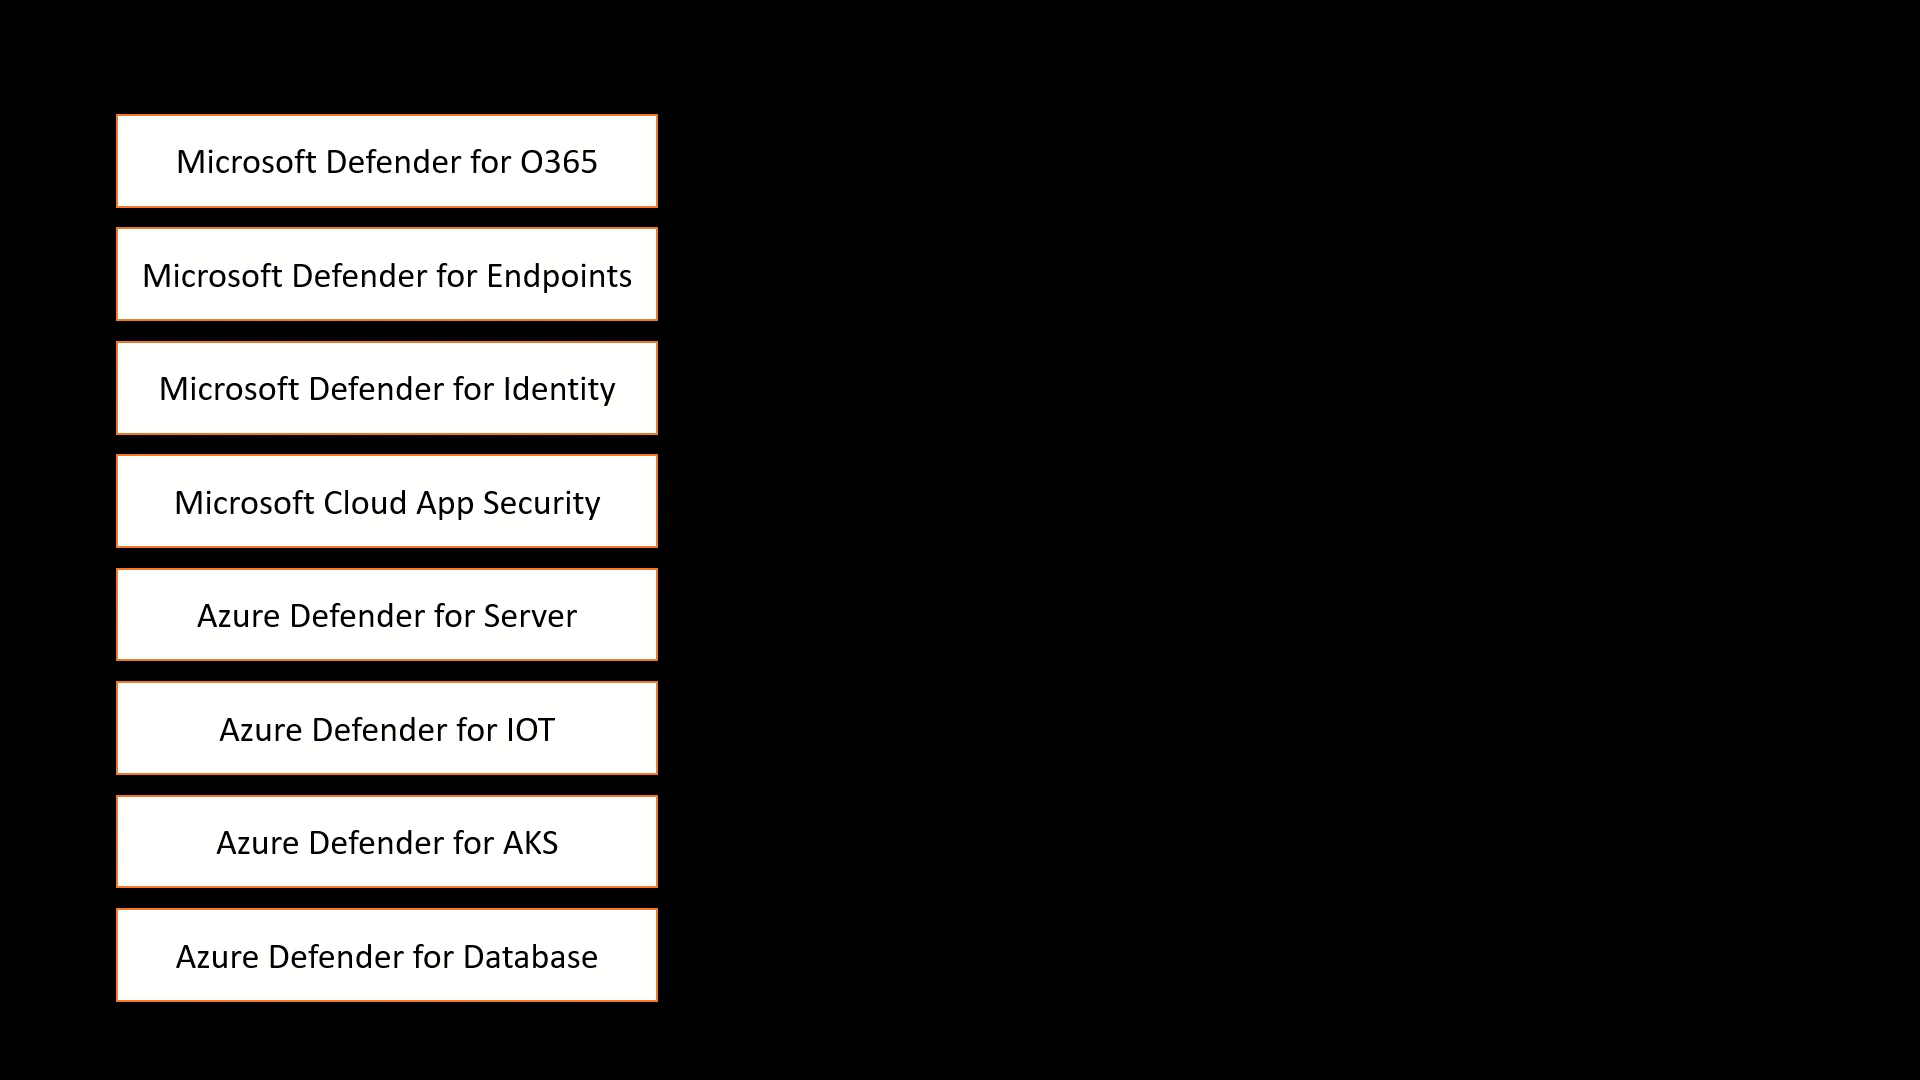 Microsoft Defender for O365
Microsoft Defender for Endpoints
Microsoft Defender for Identity
Microsoft Cloud App Security
Azure Defender for Server
Azure Defender for IOT
Azure Defender for AKS
Azure Defender for Database